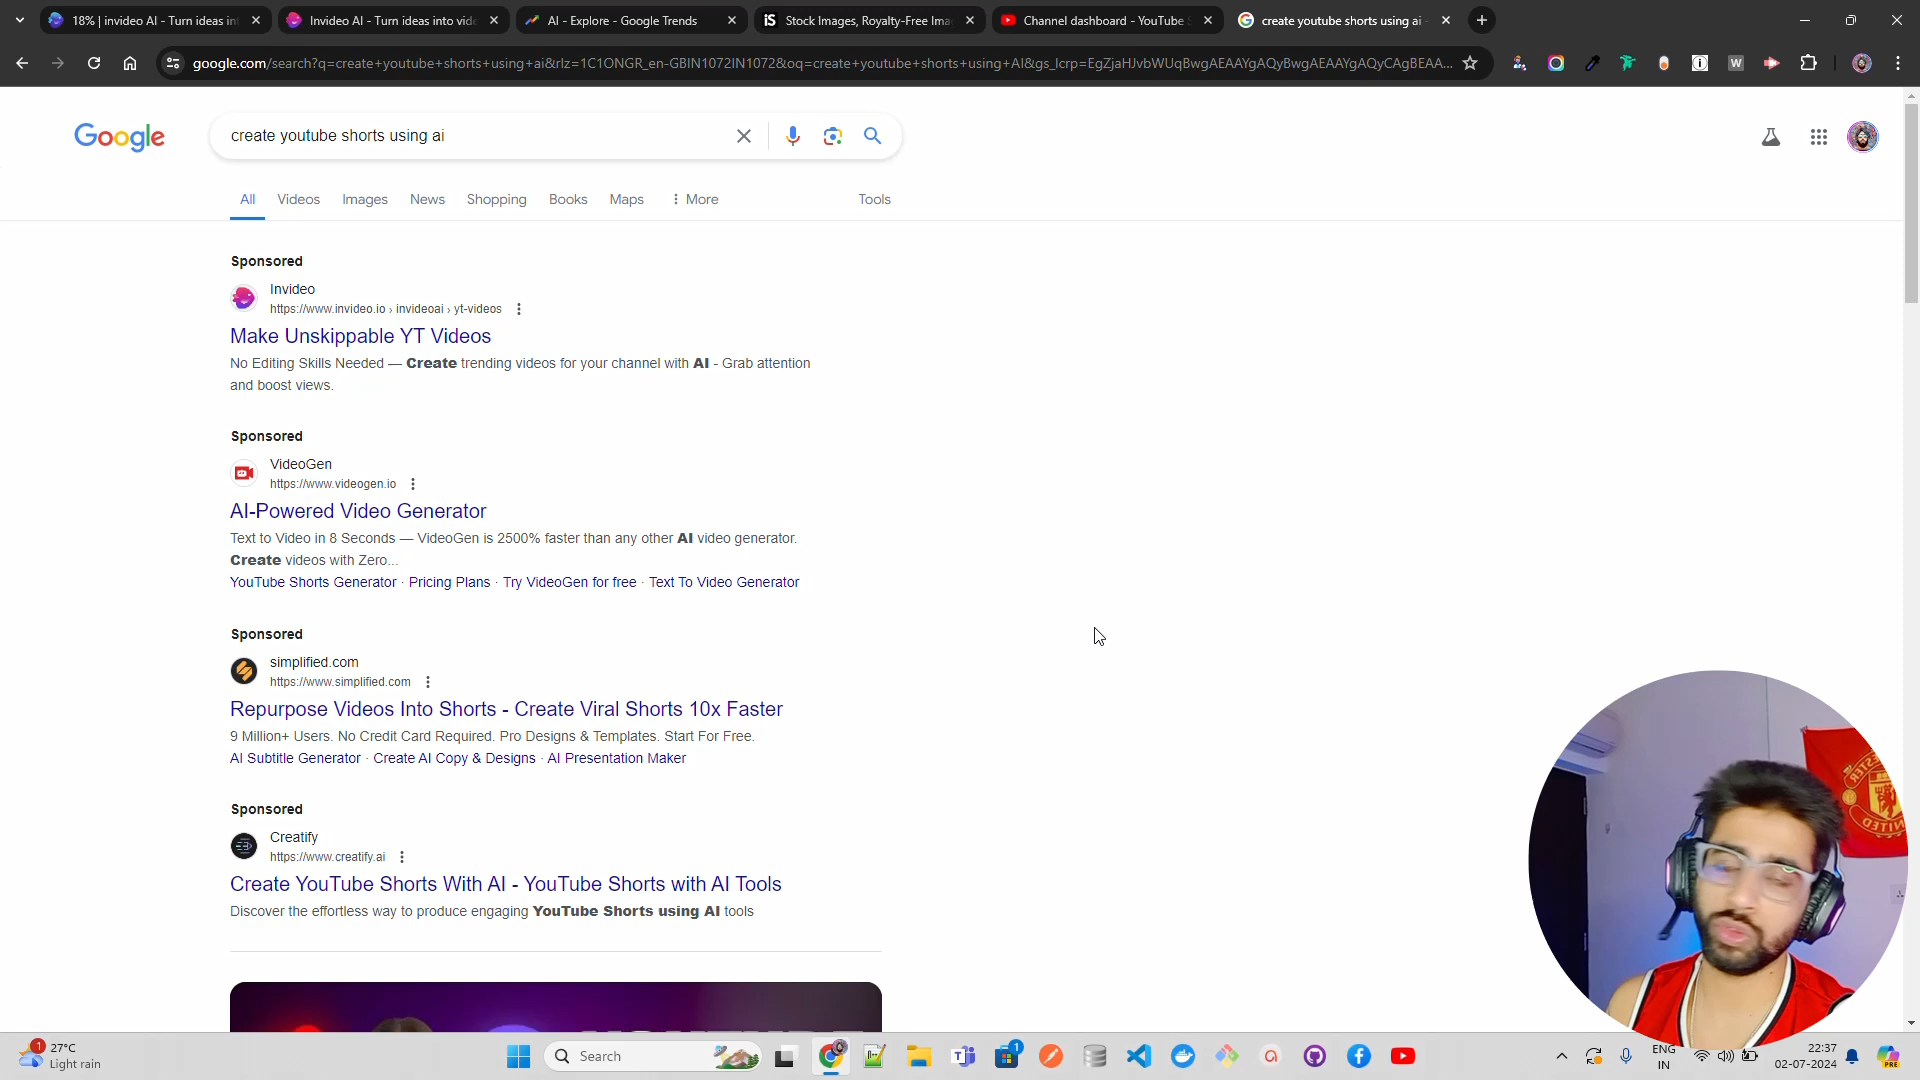 18% | invideo AI - Turn ideas in
Invideo AI - Turn ideas into vide
AI - Explore - Google Trends
Stock Images, Royalty-Free Ima
Channel dashboard - YouTube S
create youtube shorts using ai -
google.com/search?q=create+youtube+shorts+using+ai&rlz=1C1ONGR_en-GBIN1072IN1072&oq=create+youtube+shorts+using+AI&gs_lcrp=EgZjaHJvbWUqBwgAEAAYgAQyBwgAEAAYgAQyCAgBEAA...
Google
create youtube shorts using ai
All Videos Images News Shopping Books Maps More Tools
Sponsored
Invideo
https://www.invideo.io › invideoai › yt-videos
Make Unskippable YT Videos
No Editing Skills Needed — Create trending videos for your channel with AI - Grab attention
and boost views.
Sponsored
VideoGen
https://www.videogen.io
AI-Powered Video Generator
Text to Video in 8 Seconds — VideoGen is 2500% faster than any other AI video generator.
Create videos with Zero...
YouTube Shorts Generator · Pricing Plans · Try VideoGen for free · Text To Video Generator
Sponsored
simplified.com
https://www.simplified.com
Repurpose Videos Into Shorts - Create Viral Shorts 10x Faster
9 Million+ Users. No Credit Card Required. Pro Designs & Templates. Start For Free.
AI Subtitle Generator · Create AI Copy & Designs · AI Presentation Maker
Sponsored
Creatify
https://www.creatify.ai
Create YouTube Shorts With AI - YouTube Shorts with AI Tools
Discover the effortless way to produce engaging YouTube Shorts using AI tools
1
27°C
Light rain
Search
1
ENG
IN
22:37
02-07-2024
PRE